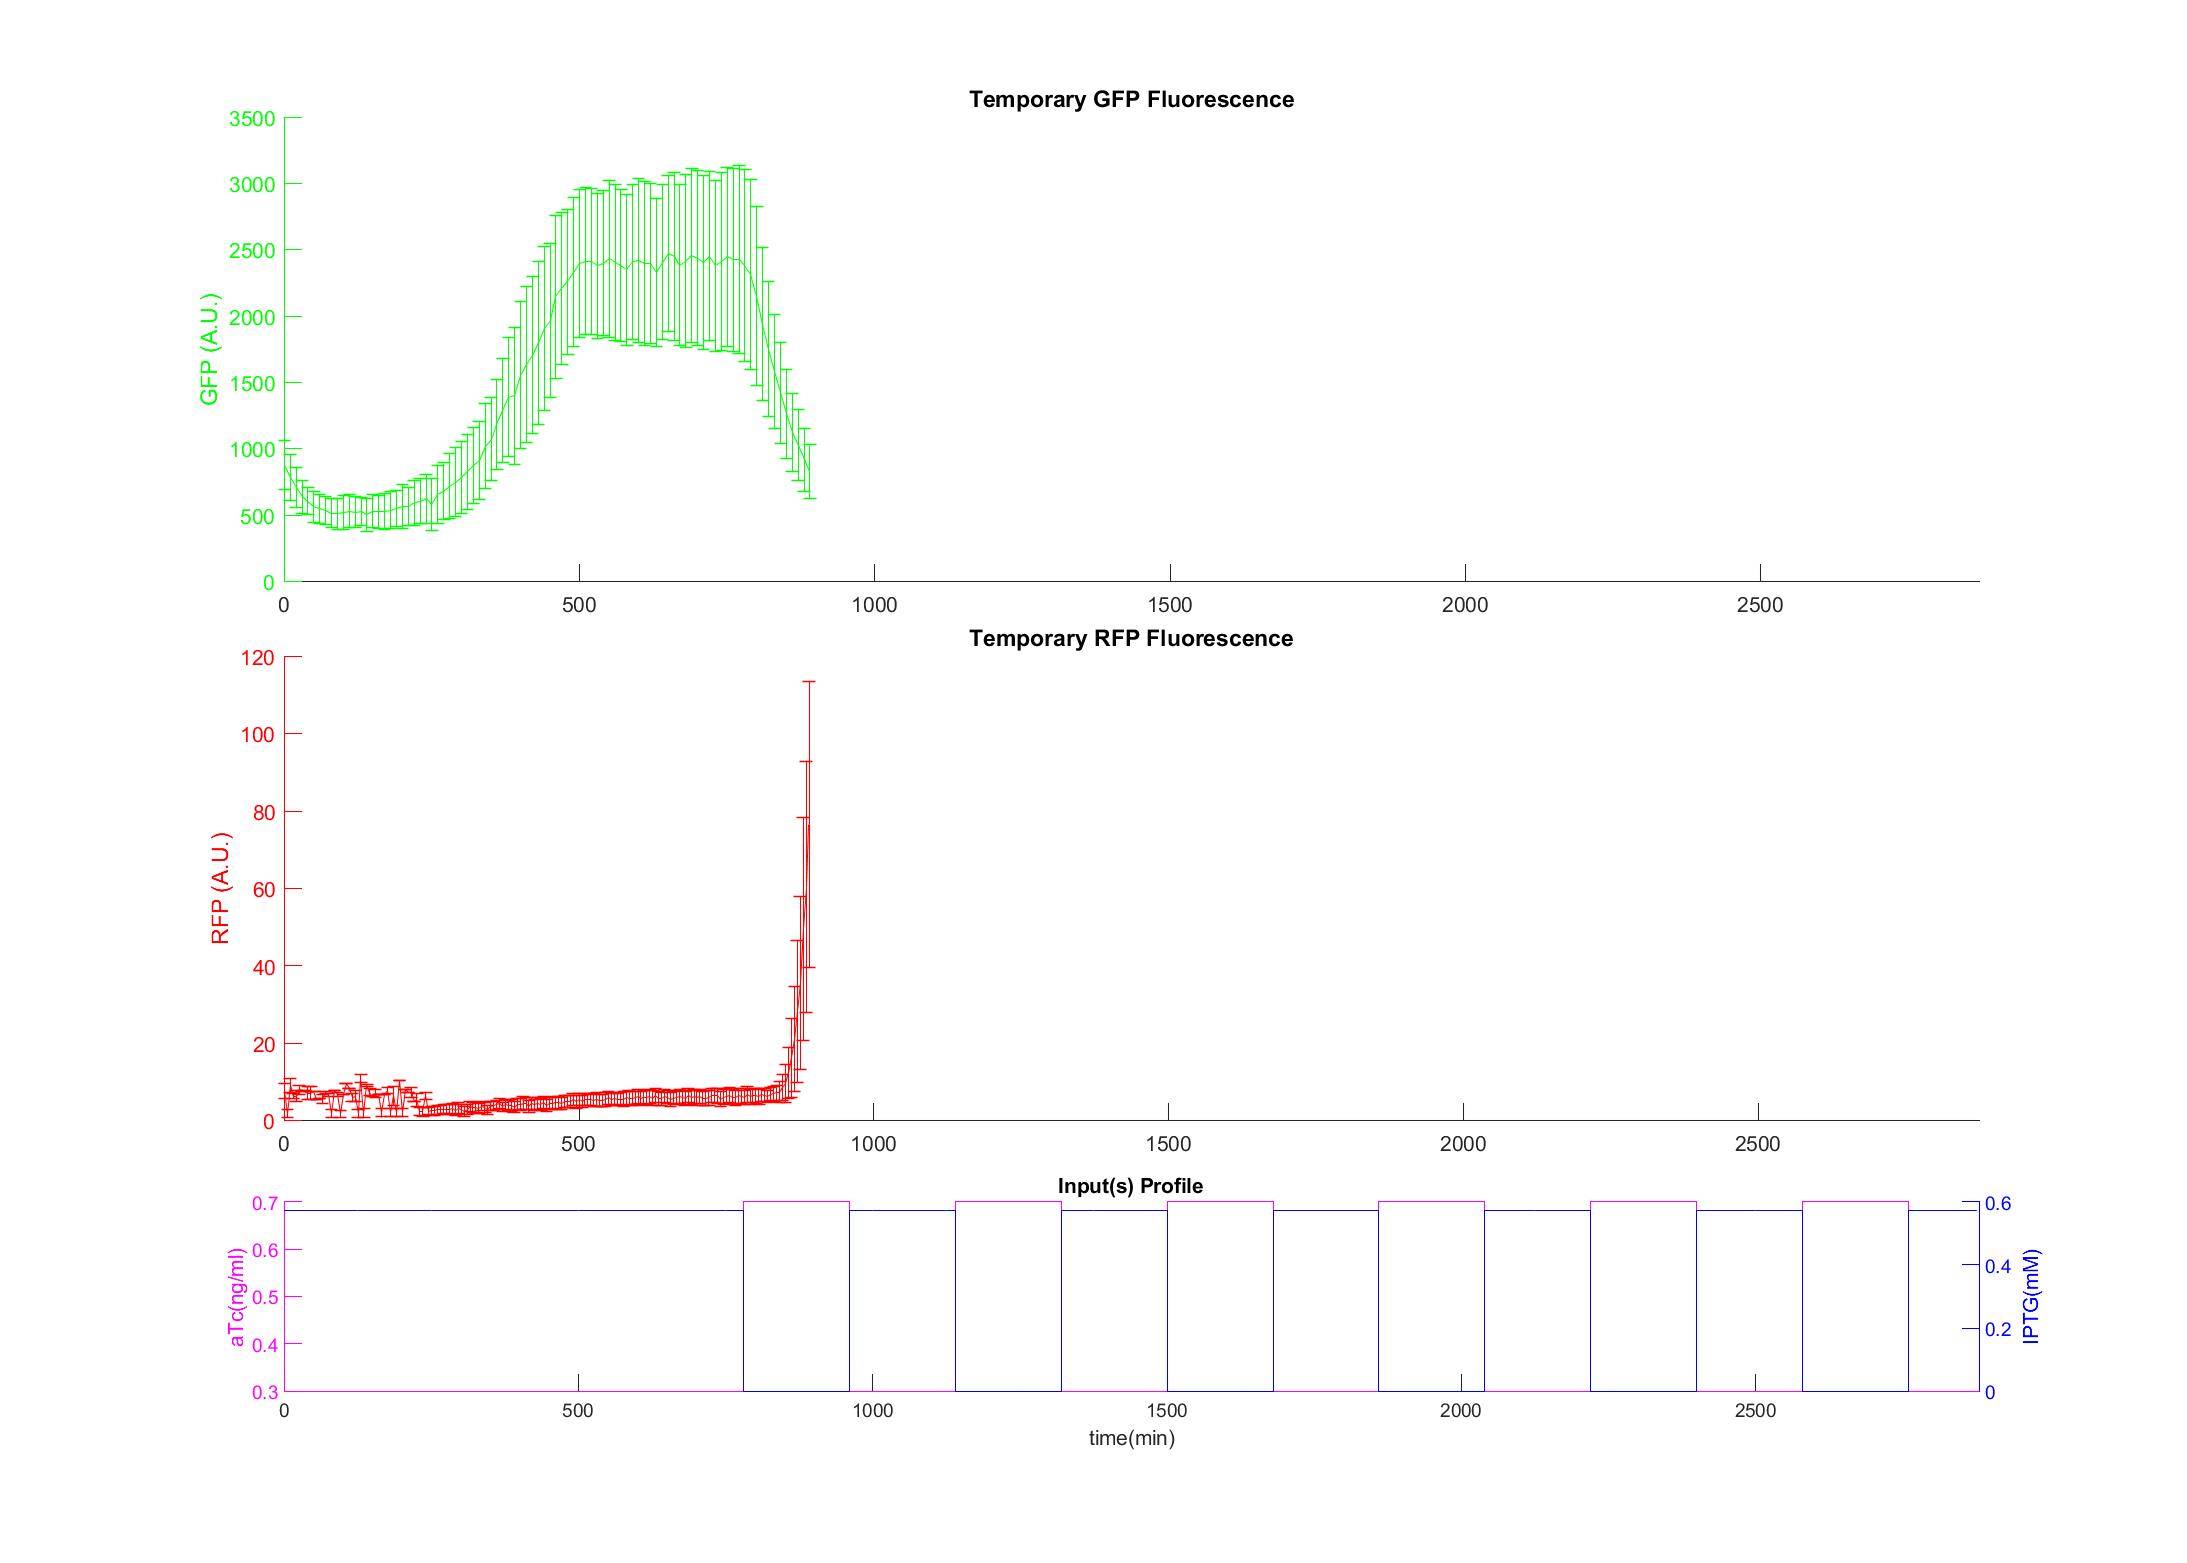 Temporary GFP Fluorescence
3500
3000
2500
2000
1500
1000
500
0
GFP (A.U.)
0 500 1000 1500 2000 2500
Temporary RFP Fluorescence
120
100
80
60
40
20
0
RFP (A.U.)
0 500 1000 1500 2000 2500
Input(s) Profile
0.7
0.6
0.5
0.4
0.3
aTc(ng/ml)
0.6
0.4
0.2
0
IPTG(mM)
0 500 1000 1500 2000 2500
time(min)